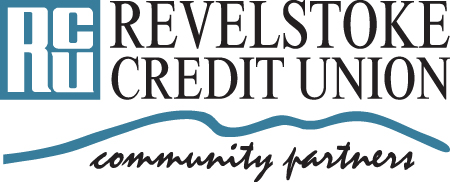 RCU
REVELSTOKE
CREDIT UNION
community partners